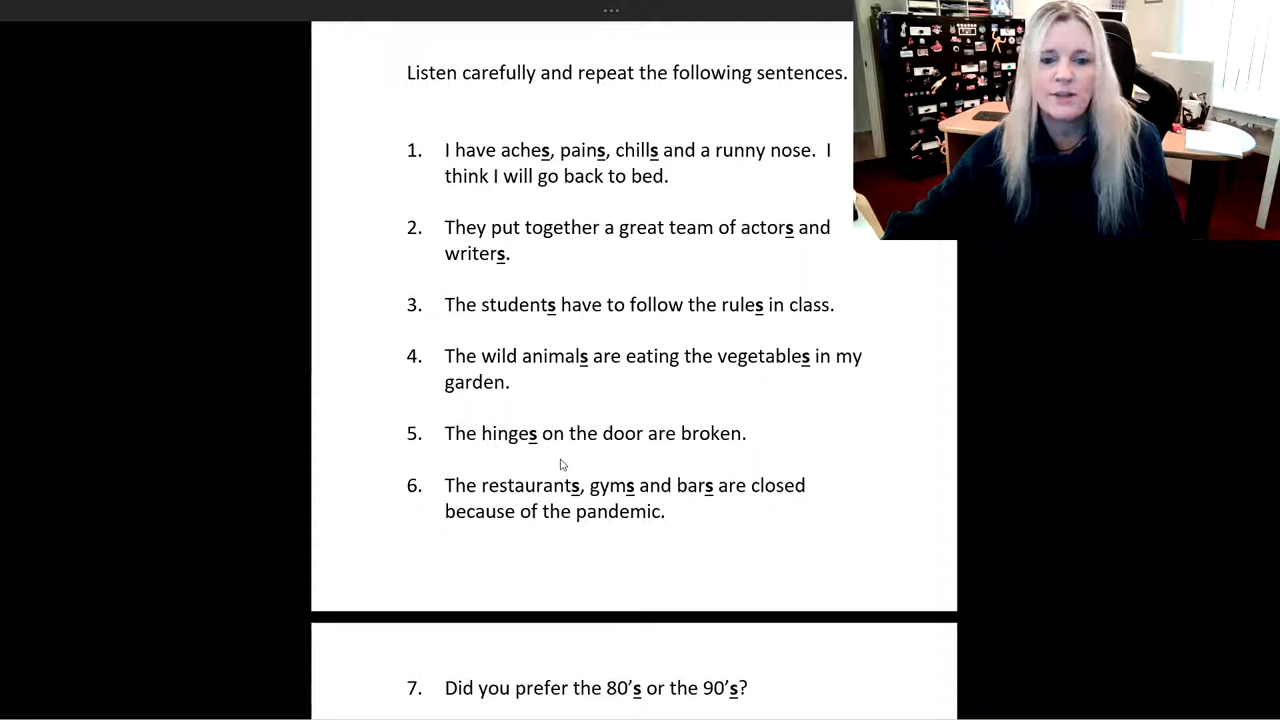 Listen carefully and repeat the following sentences.
1. I have aches, pains, chills and a runny nose. I
think I will go back to bed.
2. They put together a great team of actors and
writers.
3. The students have to follow the rules in class.
4. The wild animals are eating the vegetables in my
garden.
5. The hinges on the door are broken.
6. The restaurants, gyms and bars are closed
because of the pandemic.
7. Did you prefer the 80’s or the 90’s?